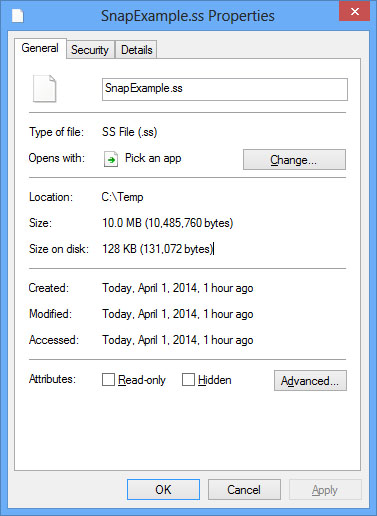 SnapExample.ss Properties
General Security Details
SnapExample.ss
Type of file: SS File (.ss)
Opens with: Pick an app Change...
Location: C:\Temp
Size: 10.0 MB (10,485,760 bytes)
Size on disk: 128 KB (131,072 bytes)
Created: Today, April 1, 2014, 1 hour ago
Modified: Today, April 1, 2014, 1 hour ago
Accessed: Today, April 1, 2014, 1 hour ago
Attributes: Read-only Hidden Advanced...
OK Cancel Apply